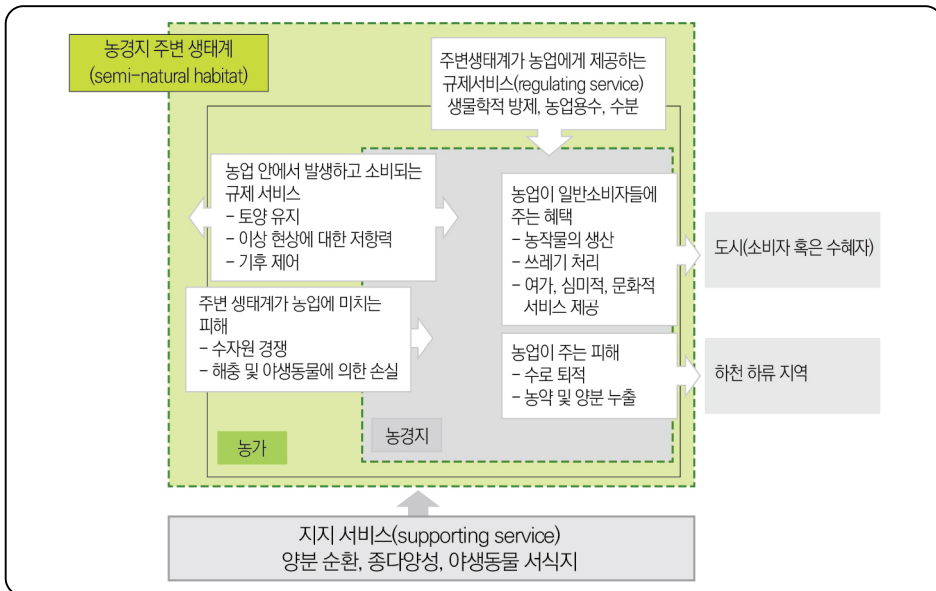 농경지 주변 생태계
(semi-natural habitat)
주변생태계가 농업에게 제공하는
규제서비스(regulating service)
생물학적 방제, 농업용수, 수분
농업 안에서 발생하고 소비되는
규제 서비스
- 토양 유지
- 이상 현상에 대한 저항력
- 기후 제어
농업이 일반소비자들에
주는 혜택
- 농작물의 생산
- 쓰레기 처리
- 여가, 심미적, 문화적
서비스 제공
도시(소비자 혹은 수혜자)
주변 생태계가 농업에 미치는
피해
- 수자원 경쟁
- 해충 및 야생동물에 의한 손실
농업이 주는 피해
- 수로 퇴적
- 농약 및 양분 누출
하천 하류 지역
농가
농경지
지지 서비스(supporting service)
양분 순환, 종다양성, 야생동물 서식지